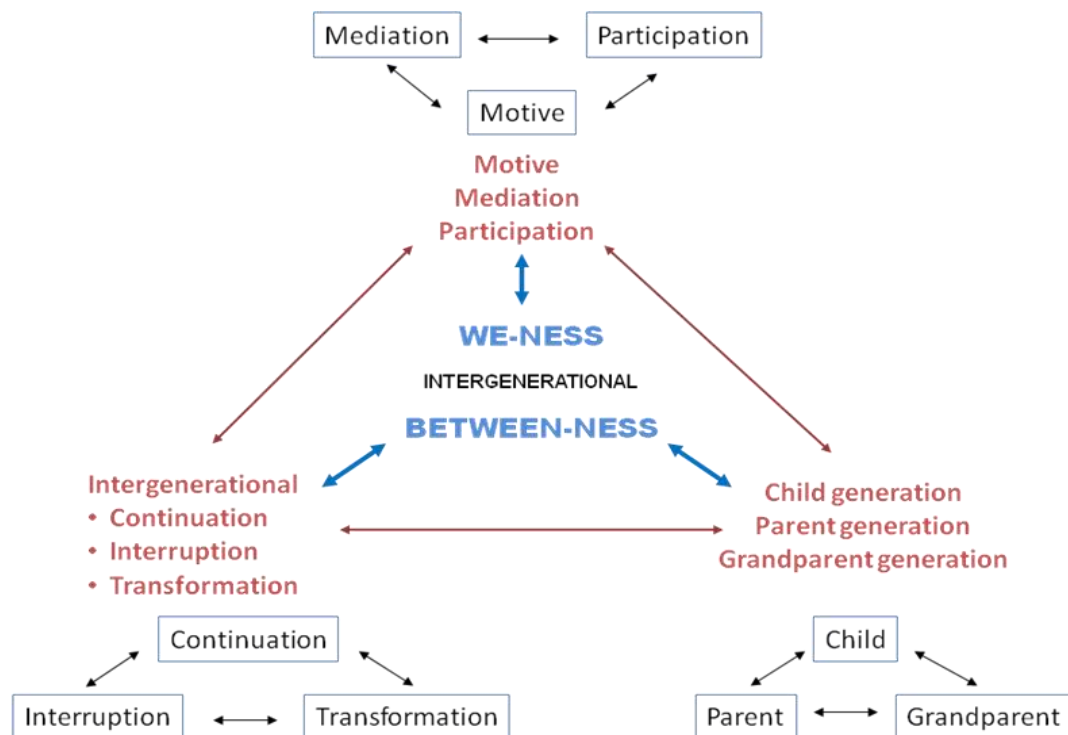 Mediation
Participation
Motive
Motive
Mediation
Participation
WE-NESS
INTERGENERATIONAL
BETWEEN-NESS
Intergenerational
• Continuation
• Interruption
• Transformation
Child generation
Parent generation
Grandparent generation
Continuation
Interruption
Transformation
Child
Parent
Grandparent